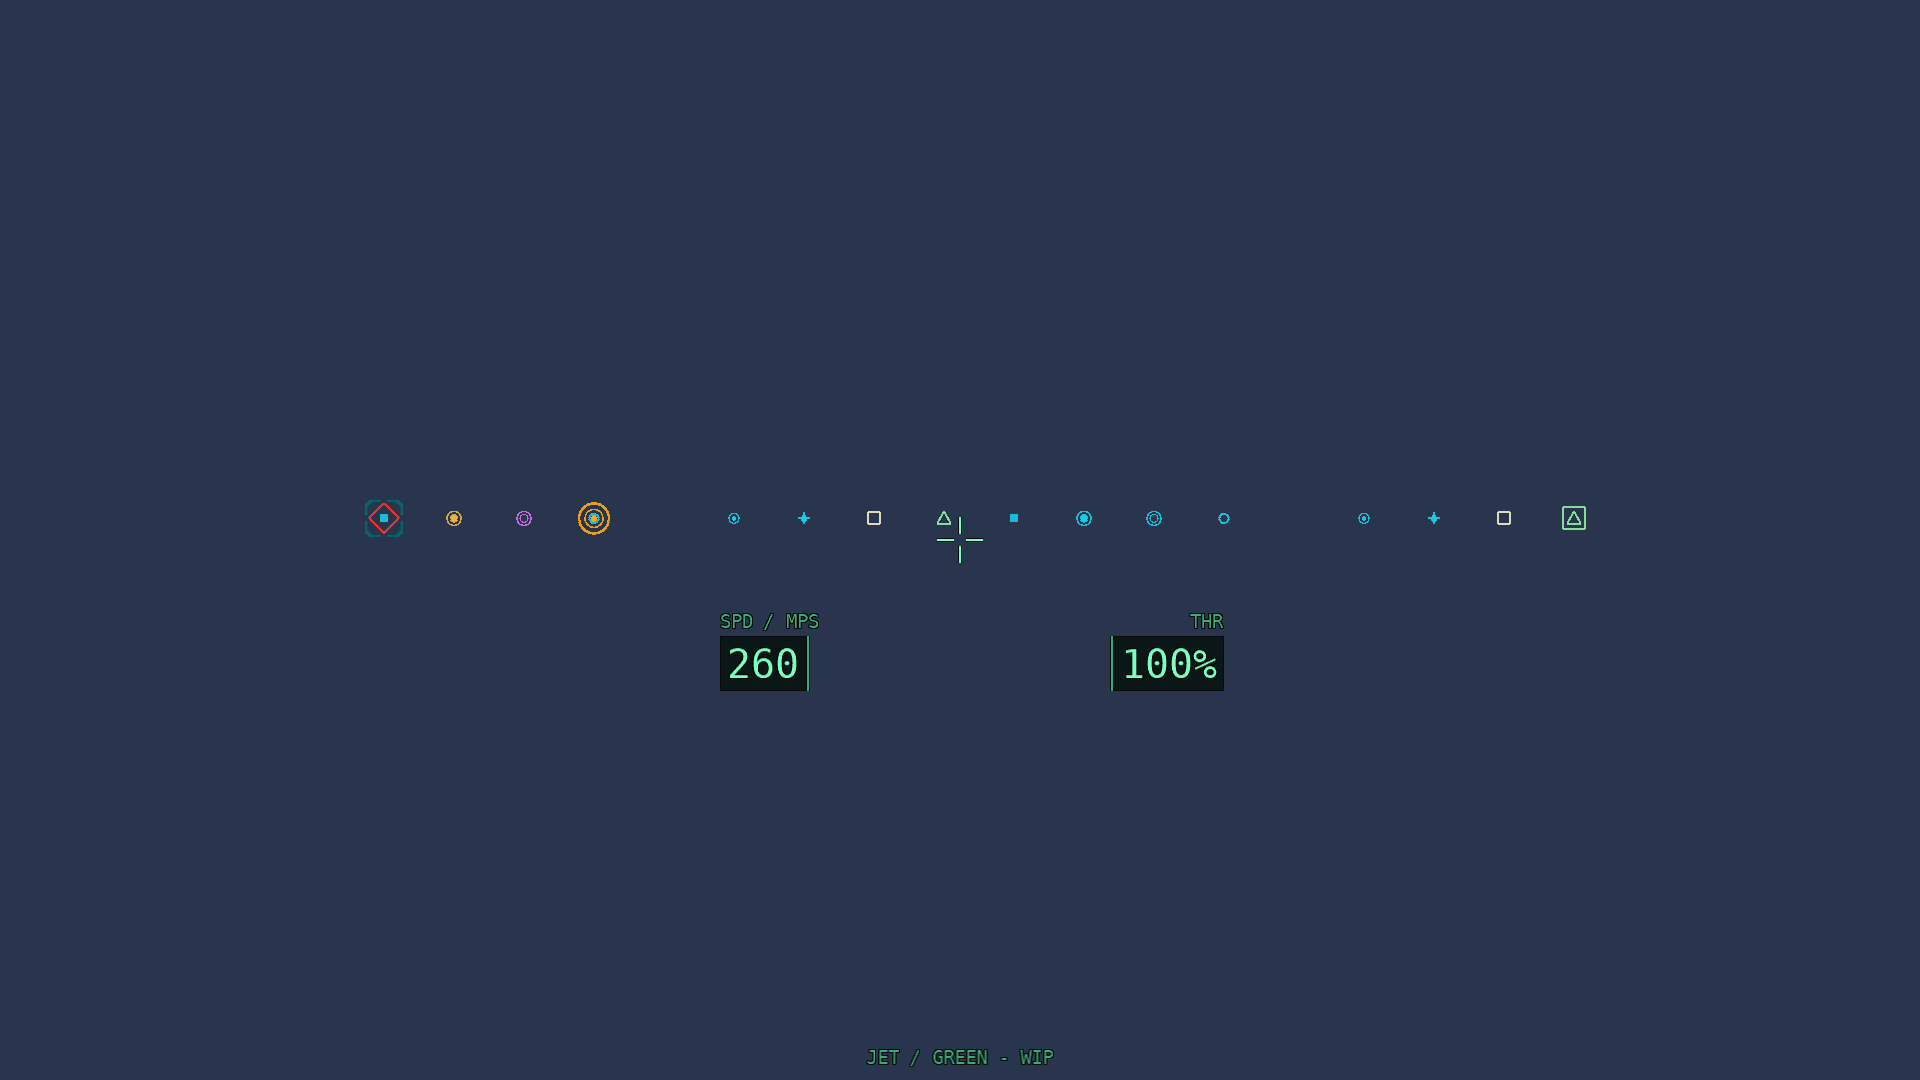 SPD / MPS
THR
260
100%
JET / GREEN - WIP